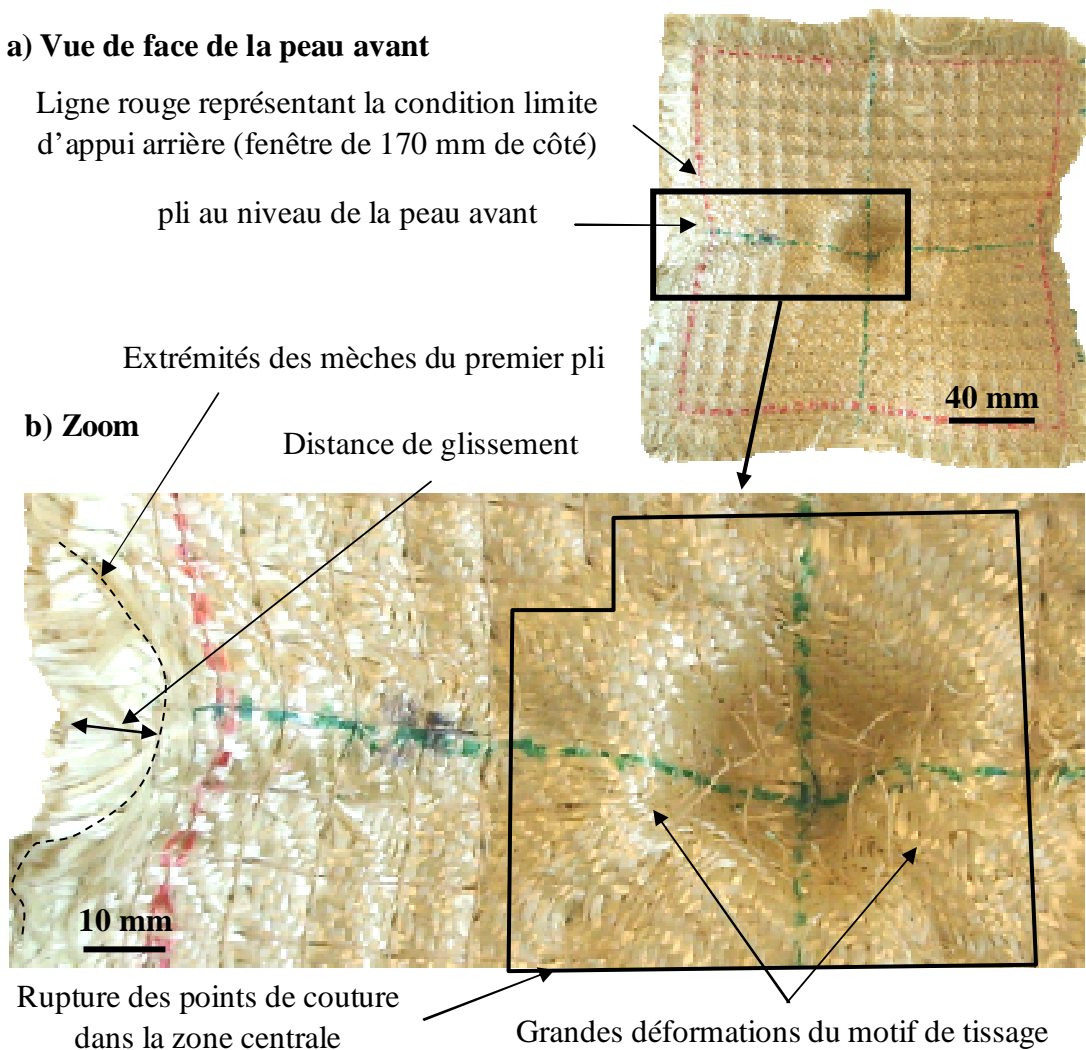 a) Vue de face de la peau avant
Ligne rouge représentant la condition limite
d’appui arrière (fenêtre de 170 mm de côté)
pli au niveau de la peau avant
40 mm
Extrémités des mèches du premier pli
b) Zoom
Distance de glissement
10 mm
Rupture des points de couture
dans la zone centrale
Grandes déformations du motif de tissage